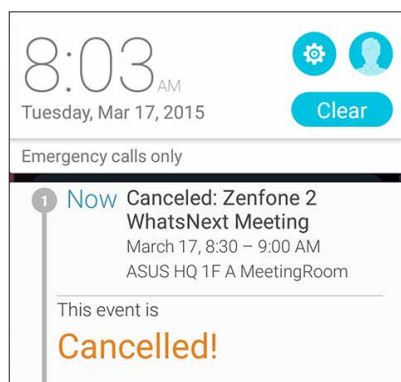 8:03 AM
Tuesday, Mar 17, 2015
Clear
Emergency calls only
1 Now Canceled: Zenfone 2
WhatsNext Meeting
March 17, 8:30 – 9:00 AM
ASUS HQ 1F A MeetingRoom
This event is
Cancelled!